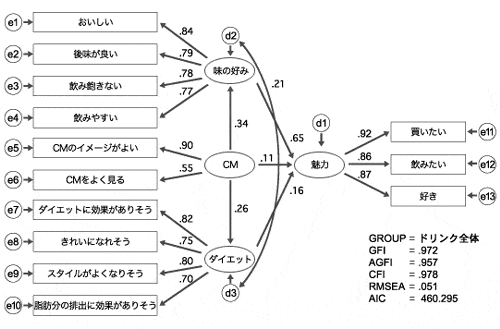 e1 おいしい
.84
d2
e2 後味が良い
.79
味の好み
e3 飲み飽きない
.78
.21
e4 飲みやすい
.77
d1
.34
.65
e5 CMのイメージがよい
.90
CM
.11
魅力
.92
買いたい
e11
e6 CMをよく見る
.55
.86
飲みたい
e12
.26
.16
.87
好き
e13
e7 ダイエットに効果がありそう
.82
e8 きれいになれそう
.75
ダイエット
e9 スタイルがよくなりそう
.80
d3
e10 脂肪分の排出に効果がありそう
.70
GROUP = ドリンク全体
GFI = .972
AGFI = .957
CFI = .978
RMSEA = .051
AIC = 460.295